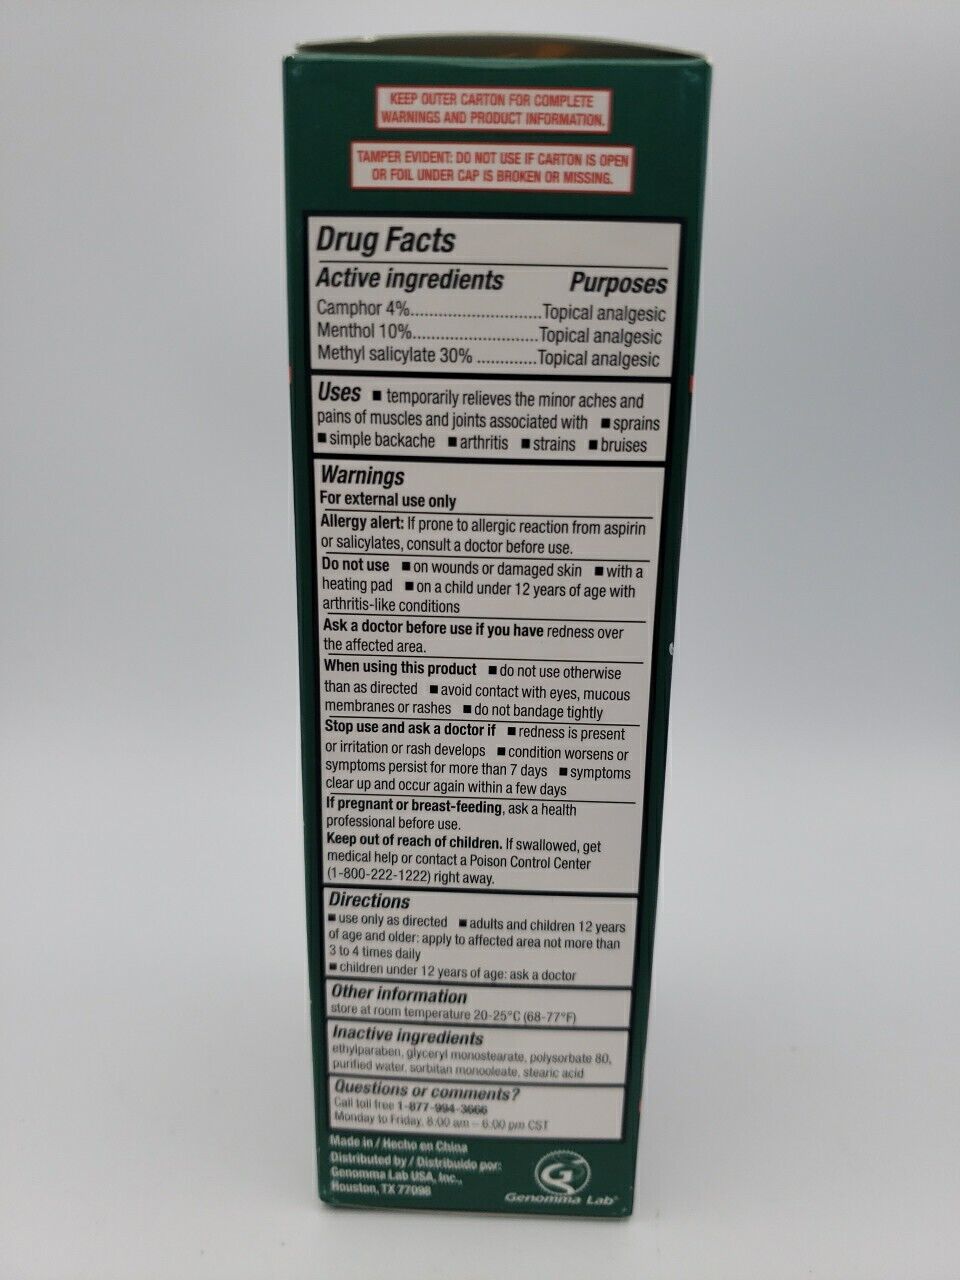 KEEP OUTER CARTON FOR COMPLETE
WARNINGS AND PRODUCT INFORMATION.
TAMPER EVIDENT: DO NOT USE IF CARTON IS OPEN
OR FOIL UNDER CAP IS BROKEN OR MISSING.
Drug Facts
Active ingredients Purposes
Camphor 4%..............................Topical analgesic
Menthol 10%.............................Topical analgesic
Methyl salicylate 30% .............Topical analgesic
Uses ■ temporarily relieves the minor aches and
pains of muscles and joints associated with ■ sprains
■ simple backache ■ arthritis ■ strains ■ bruises
Warnings
For external use only
Allergy alert: If prone to allergic reaction from aspirin
or salicylates, consult a doctor before use.
Do not use ■ on wounds or damaged skin ■ with a
heating pad ■ on a child under 12 years of age with
arthritis-like conditions
Ask a doctor before use if you have redness over
the affected area.
When using this product ■ do not use otherwise
than as directed ■ avoid contact with eyes, mucous
membranes or rashes ■ do not bandage tightly
Stop use and ask a doctor if ■ redness is present
or irritation or rash develops ■ condition worsens or
symptoms persist for more than 7 days ■ symptoms
clear up and occur again within a few days
If pregnant or breast-feeding, ask a health
professional before use.
Keep out of reach of children. If swallowed, get
medical help or contact a Poison Control Center
(1-800-222-1222) right away.
Directions
■ use only as directed ■ adults and children 12 years
of age and older: apply to affected area not more than
3 to 4 times daily
■ children under 12 years of age: ask a doctor
Other information
store at room temperature 20-25°C (68-77°F)
Inactive ingredients
ethylparaben, glyceryl monostearate, polysorbate 80,
purified water, sorbitan monooleate, stearic acid
Questions or comments?
Call toll free 1-877-994-3666
Monday to Friday, 8:00 am – 6:00 pm CST
Made in / Hecho en China
Distributed by / Distribuido por:
Genomma Lab USA, Inc.,
Houston, TX 77098
G
Genomma Lab®